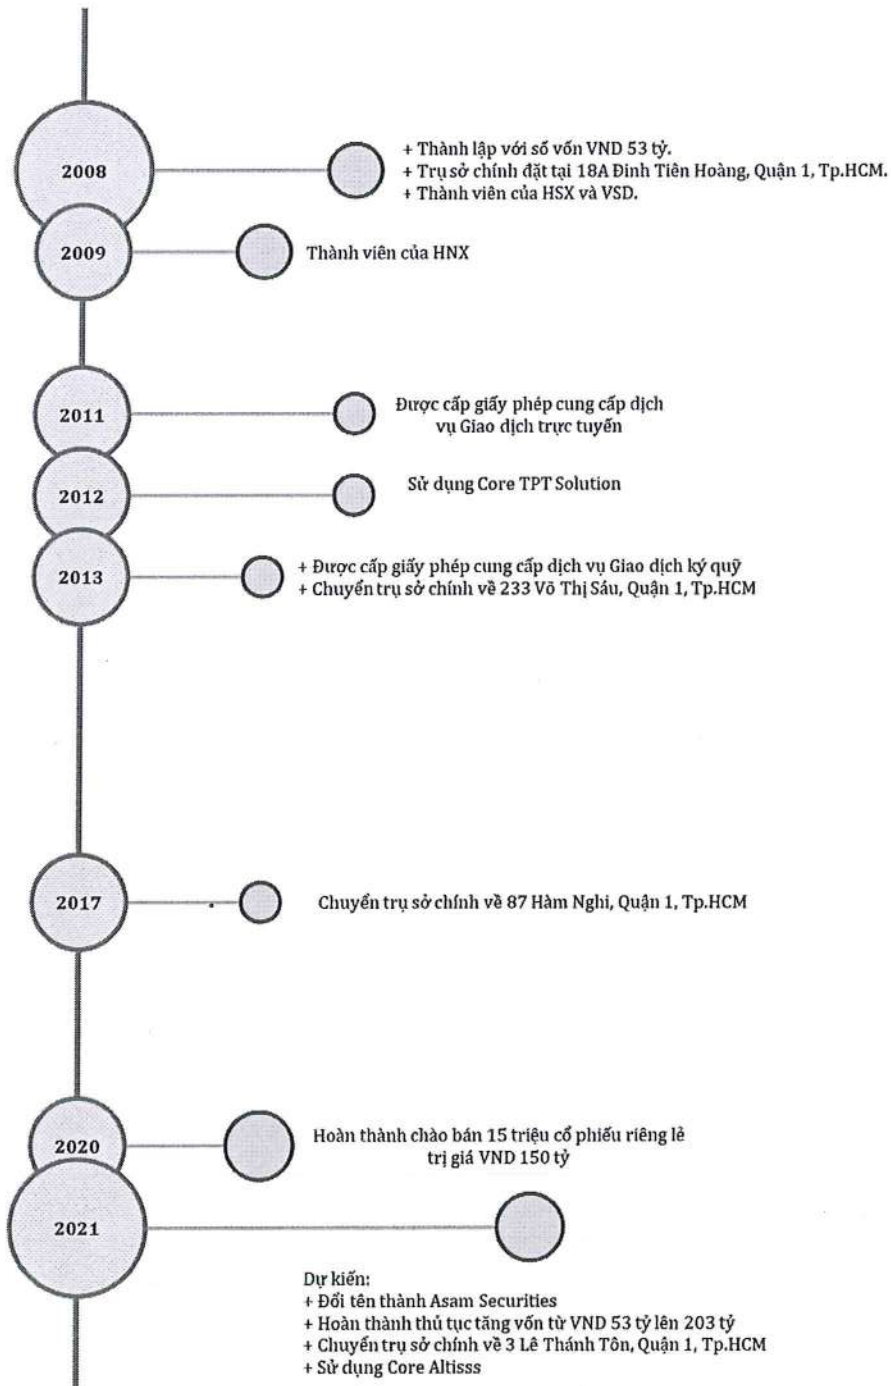 2008
+ Thành lập với số vốn VND 53 tỷ.
+ Trụ sở chính đặt tại 18A Đinh Tiên Hoàng, Quận 1, Tp.HCM.
+ Thành viên của HSX và VSD.
2009
Thành viên của HNX
2011
Được cấp giấy phép cung cấp dịch
vụ Giao dịch trực tuyến
2012
Sử dụng Core TPT Solution
2013
+ Được cấp giấy phép cung cấp dịch vụ Giao dịch ký quỹ
+ Chuyển trụ sở chính về 233 Võ Thị Sáu, Quận 1, Tp.HCM
2017
Chuyển trụ sở chính về 87 Hàm Nghi, Quận 1, Tp.HCM
2020
Hoàn thành chào bán 15 triệu cổ phiếu riêng lẻ
trị giá VND 150 tỷ
2021
Dự kiến:
+ Đổi tên thành Asam Securities
+ Hoàn thành thủ tục tăng vốn từ VND 53 tỷ lên 203 tỷ
+ Chuyển trụ sở chính về 3 Lê Thánh Tôn, Quận 1, Tp.HCM
+ Sử dụng Core Altisss